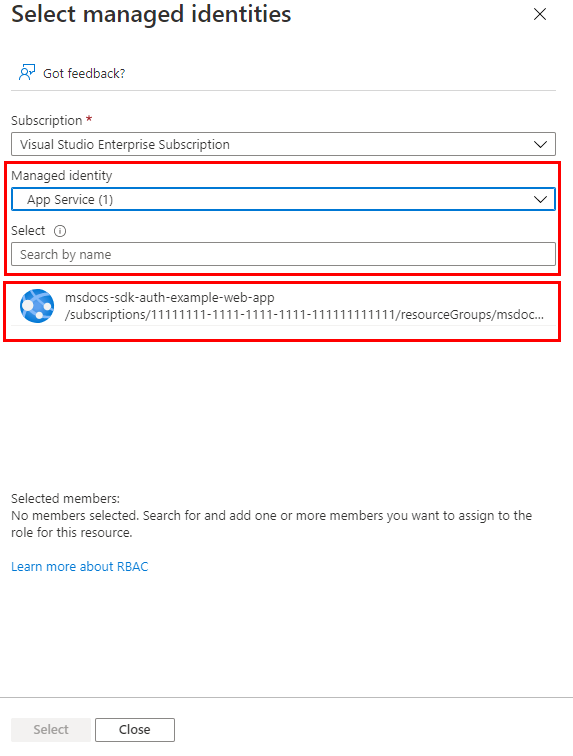 Select managed identities
Got feedback?
Subscription *
Visual Studio Enterprise Subscription
Managed identity
App Service (1)
Select
Search by name
msdocs-sdk-auth-example-web-app
/subscriptions/11111111-1111-1111-1111-111111111111/resourceGroups/msdoc...
Selected members:
No members selected. Search for and add one or more members you want to assign to the
role for this resource.
Learn more about RBAC
Select
Close